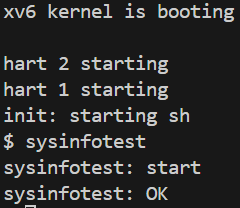 xv6 kernel is booting
hart 2 starting
hart 1 starting
init: starting sh
$ sysinfotest
sysinfotest: start
sysinfotest: OK